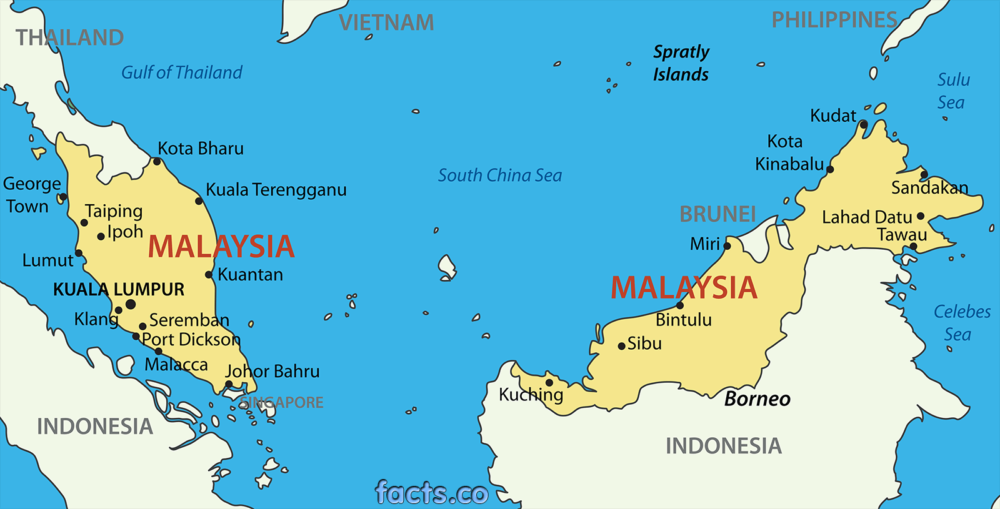 THAILAND
VIETNAM
PHILIPPINES
Gulf of Thailand
Spratly
Islands
Sulu
Sea
Kudat
Kota
Kinabalu
Kota Bharu
South China Sea
George
Town
Kuala Terengganu
Sandakan
Taiping
Ipoh
BRUNEI
Lahad Datu
Tawau
MALAYSIA
Miri
Lumut
Kuantan
MALAYSIA
KUALA LUMPUR
Klang
Seremban
Bintulu
Celebes
Sea
Port Dickson
Sibu
Malacca
Johor Bahru
Kuching
SINGAPORE
Borneo
INDONESIA
INDONESIA
facts.co